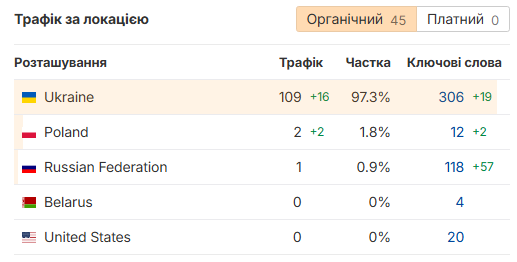 Трафік за локацією Органічний 45 Платний 0
Розташування Трафік Частка Ключові слова
Ukraine 109 +16 97.3% 306 +19
Poland 2 +2 1.8% 12 +2
Russian Federation 1 0.9% 118 +57
Belarus 0 0% 4
United States 0 0% 20